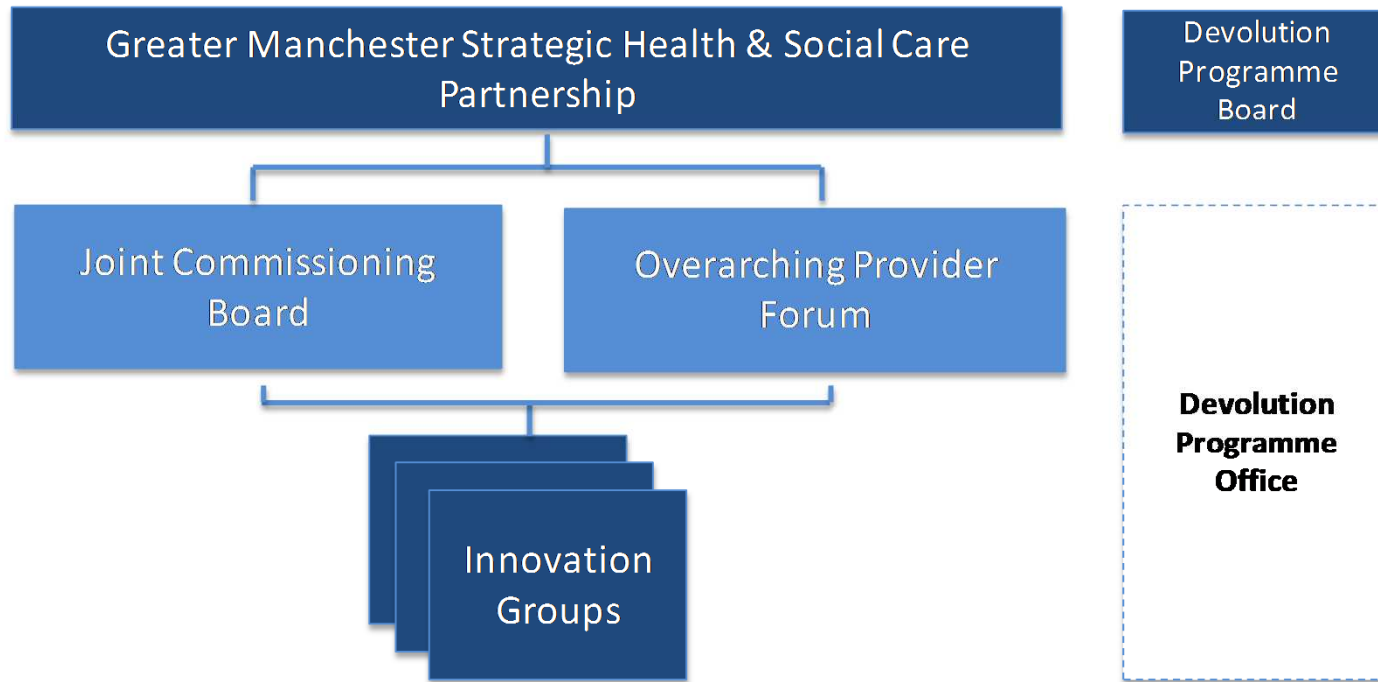 Greater Manchester Strategic Health & Social Care
Partnership
Devolution
Programme
Board
Joint Commissioning
Board
Overarching Provider
Forum
Devolution
Programme
Office
Innovation
Groups